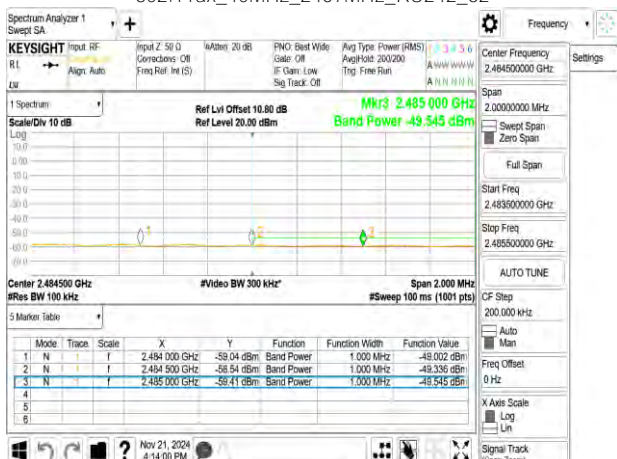 Spectrum Analyzer 1
Swept SA
Frequency
KEYSIGHT Input: RF
Input Z: 50 Ω
#Atten: 20 dB
PNO: Best Wide
Avg Type: Power (RMS)
Corrections: Off
Gate: Off
Avg|Hold: 200/200
Align: Auto
Freq Ref: Int (S)
IF Gain: Low
Trig: Free Run
Sig Track: Off
Center Frequency
2.484500000 GHz
Settings
Span
2.00000000 MHz
Swept Span
Zero Span
Full Span
Start Freq
2.483500000 GHz
Stop Freq
2.485500000 GHz
AUTO TUNE
CF Step
200.000 kHz
Auto
Man
Freq Offset
0 Hz
X Axis Scale
Log
Lin
Signal Track
1 Spectrum
Scale/Div 10 dB
Ref Lvl Offset 10.80 dB
Ref Level 20.00 dBm
Mkr3 2.485 000 GHz
Band Power -49.545 dBm
Log
Center 2.484500 GHz
#Video BW 300 kHz*
Span 2.000 MHz
#Res BW 100 kHz
#Sweep 100 ms (1001 pts)
5 Marker Table
Mode Trace Scale X Y Function Function Width Function Value
1 N 1 f 2.484 000 GHz -59.04 dBm Band Power 1.000 MHz -49.002 dBm
2 N 1 f 2.484 500 GHz -58.54 dBm Band Power 1.000 MHz -49.336 dBm
3 N 1 f 2.485 000 GHz -59.41 dBm Band Power 1.000 MHz -49.545 dBm
4
5
6
Nov 21, 2024
4:14:00 PM